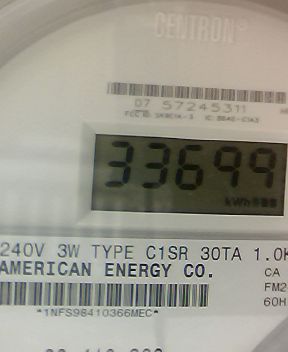 CENTRON®
07 57245311
33699
kWh
240V 3W TYPE C1SR 30TA 1.0K
AMERICAN ENERGY CO.
CA
FM2
60H
*1NFS98410366MEC*